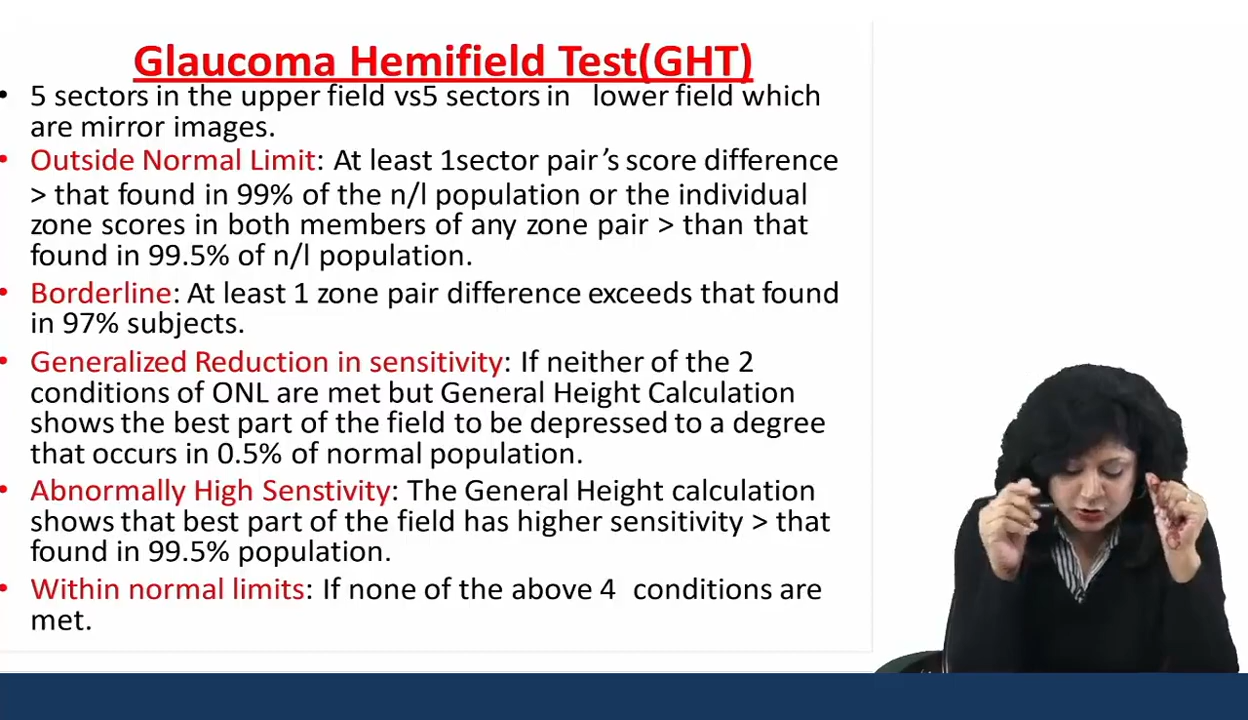 Glaucoma Hemifield Test(GHT)
• 5 sectors in the upper field vs5 sectors in lower field which
are mirror images.
• Outside Normal Limit: At least 1sector pair's score difference
> that found in 99% of the n/l population or the individual
zone scores in both members of any zone pair > than that
found in 99.5% of n/l population.
• Borderline: At least 1 zone pair difference exceeds that found
in 97% subjects.
• Generalized Reduction in sensitivity: If neither of the 2
conditions of ONL are met but General Height Calculation
shows the best part of the field to be depressed to a degree
that occurs in 0.5% of normal population.
• Abnormally High Senstivity: The General Height calculation
shows that best part of the field has higher sensitivity > that
found in 99.5% population.
• Within normal limits: If none of the above 4 conditions are
met.